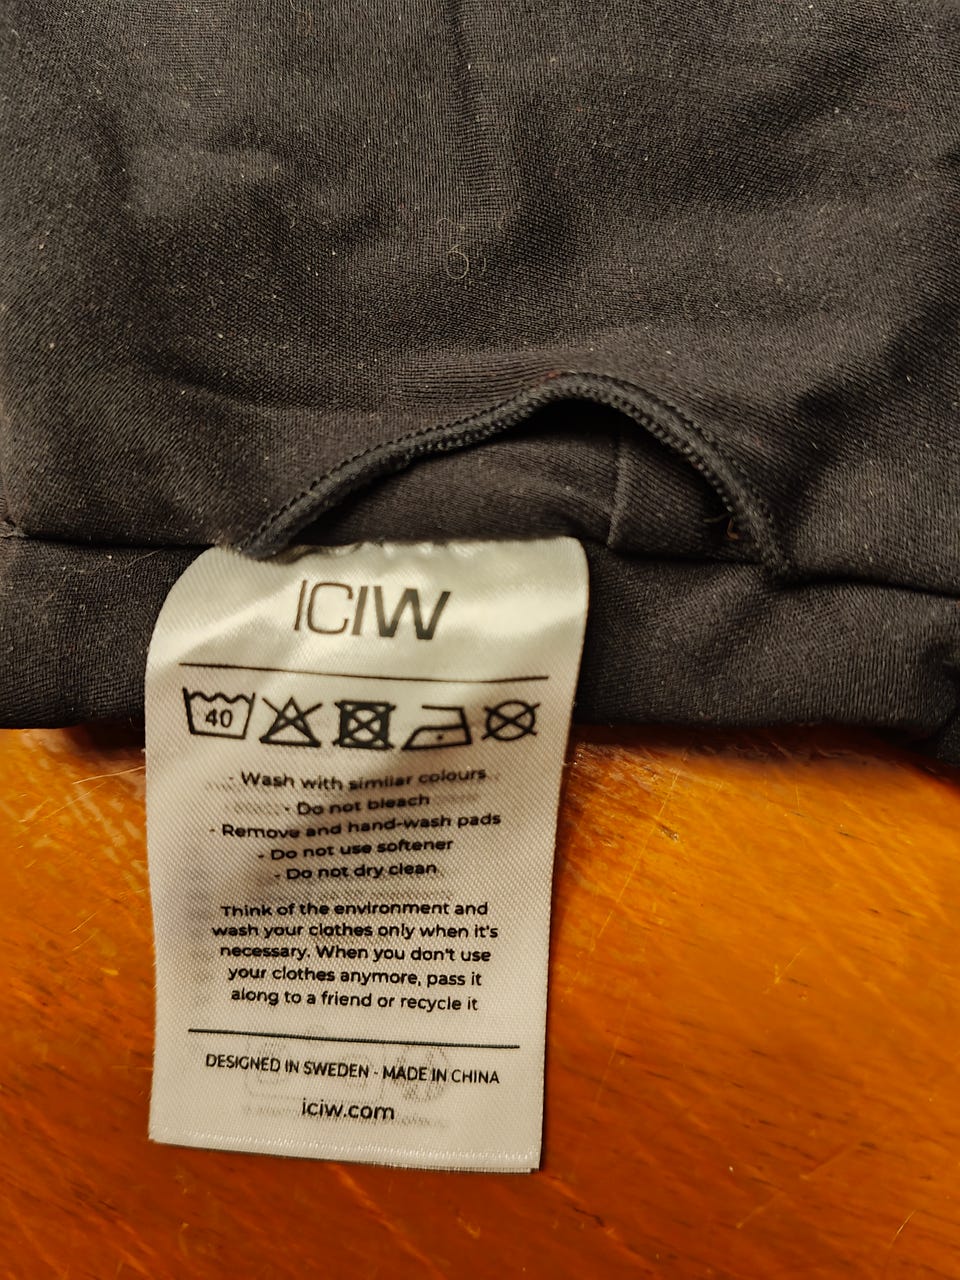 ICIW
40
- Wash with similar colours
- Do not bleach
- Remove and hand-wash pads
- Do not use softener
- Do not dry clean
Think of the environment and
wash your clothes only when it's
necessary. When you don't use
your clothes anymore, pass it
along to a friend or recycle it
DESIGNED IN SWEDEN - MADE IN CHINA
iciw.com